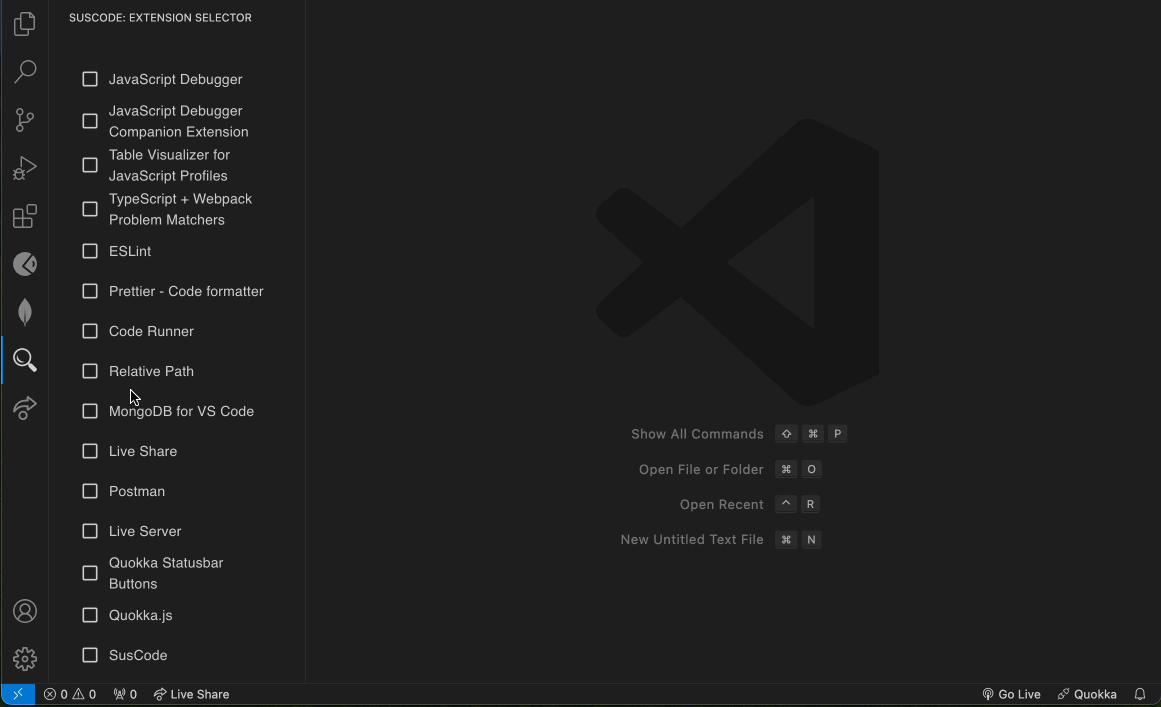 SUSCODE: EXTENSION SELECTOR
JavaScript Debugger
JavaScript Debugger
Companion Extension
Table Visualizer for
JavaScript Profiles
TypeScript + Webpack
Problem Matchers
ESLint
Prettier - Code formatter
Code Runner
Relative Path
MongoDB for VS Code
Live Share
Postman
Live Server
Quokka Statusbar
Buttons
Quokka.js
SusCode
Show All Commands ⇧ ⌘ P
Open File or Folder ⌘ O
Open Recent ^ R
New Untitled Text File ⌘ N
0 0 0 Live Share Go Live Quokka